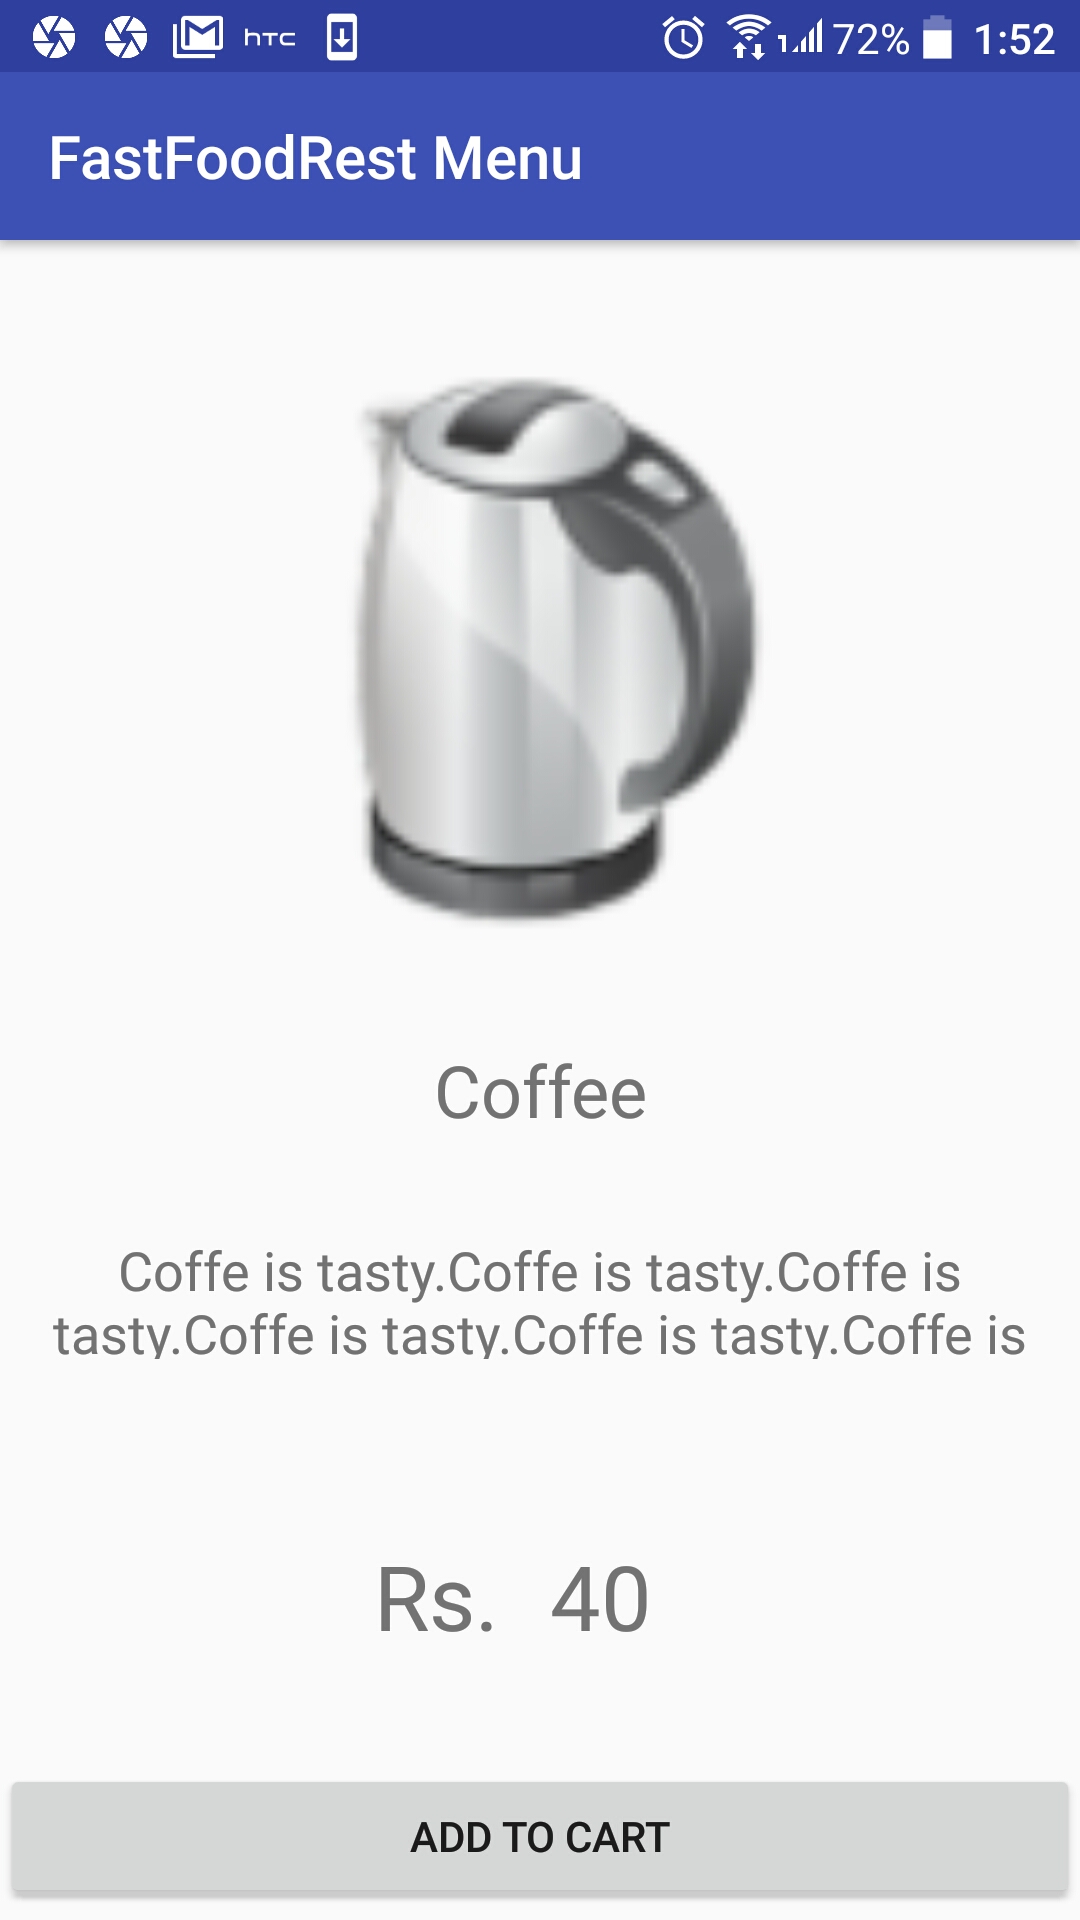 hTC 72% 1:52
FastFoodRest Menu
Coffee
Coffe is tasty.Coffe is tasty.Coffe is
tasty.Coffe is tasty.Coffe is tasty.Coffe is
Rs. 40
ADD TO CART